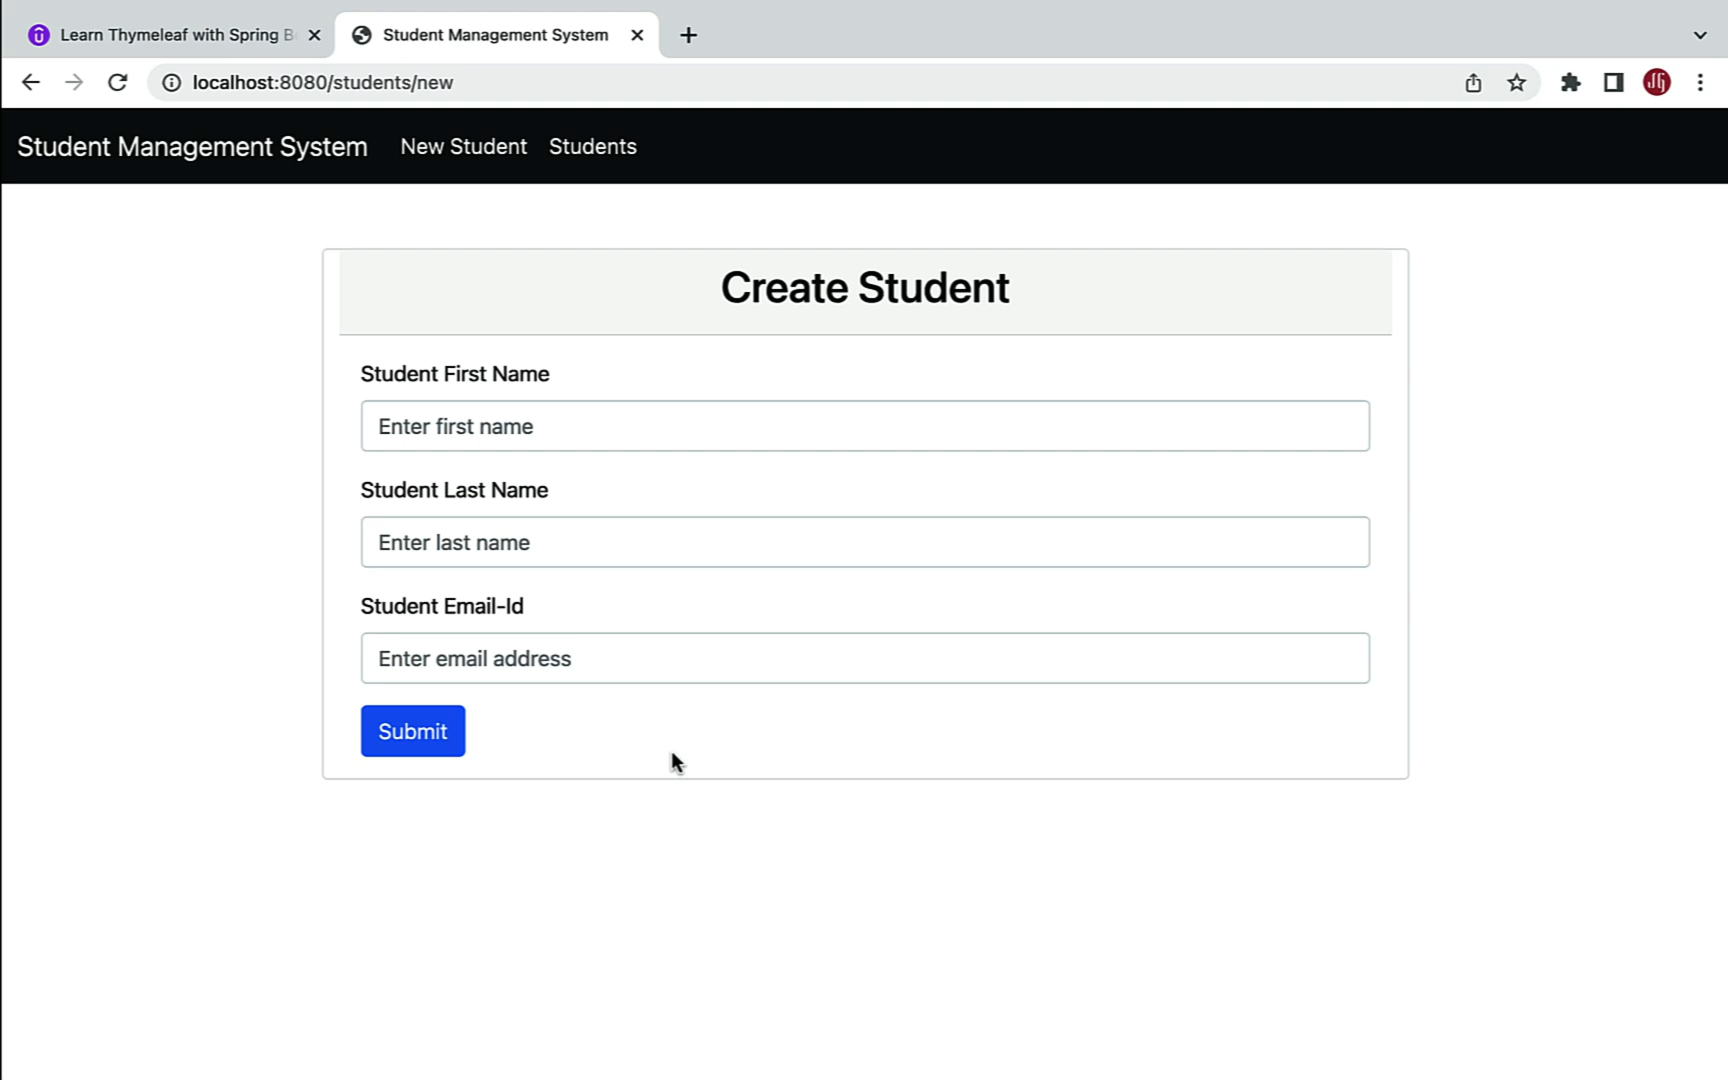 Learn Thymeleaf with Spring B
Student Management System
localhost:8080/students/new
Student Management System New Student Students
Create Student
Student First Name
Enter first name
Student Last Name
Enter last name
Student Email-Id
Enter email address
Submit